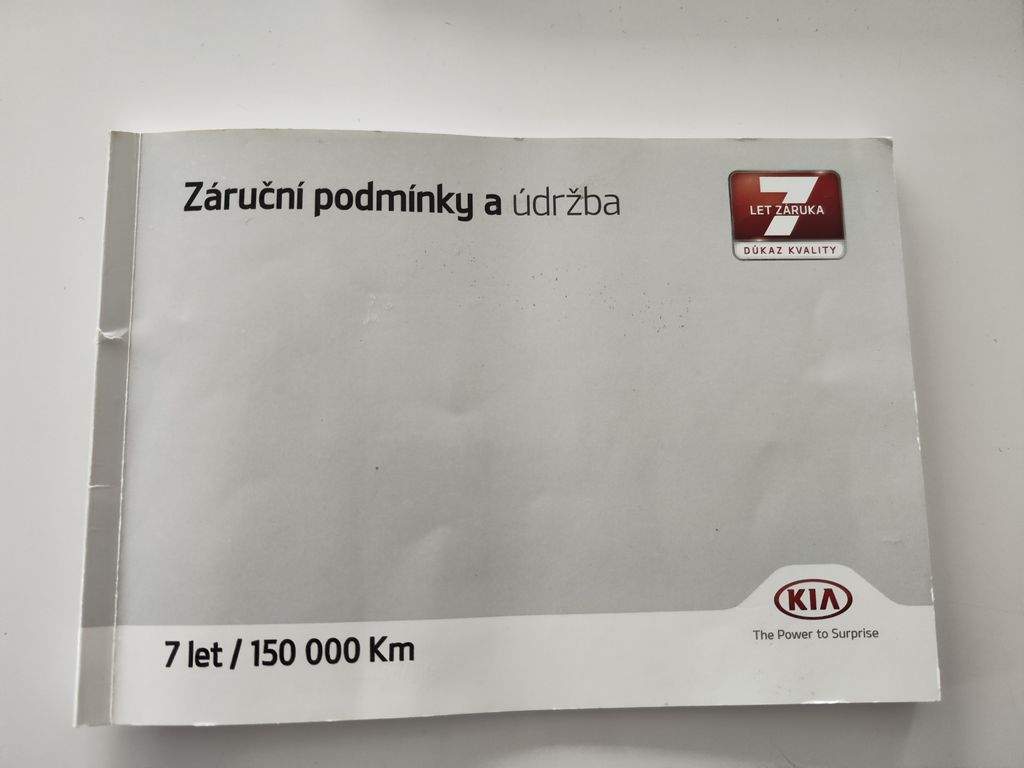 Záruční podmínky a údržba
7
LET ZÁRUKA
DŮKAZ KVALITY
7 let / 150 000 Km
KIA
The Power to Surprise